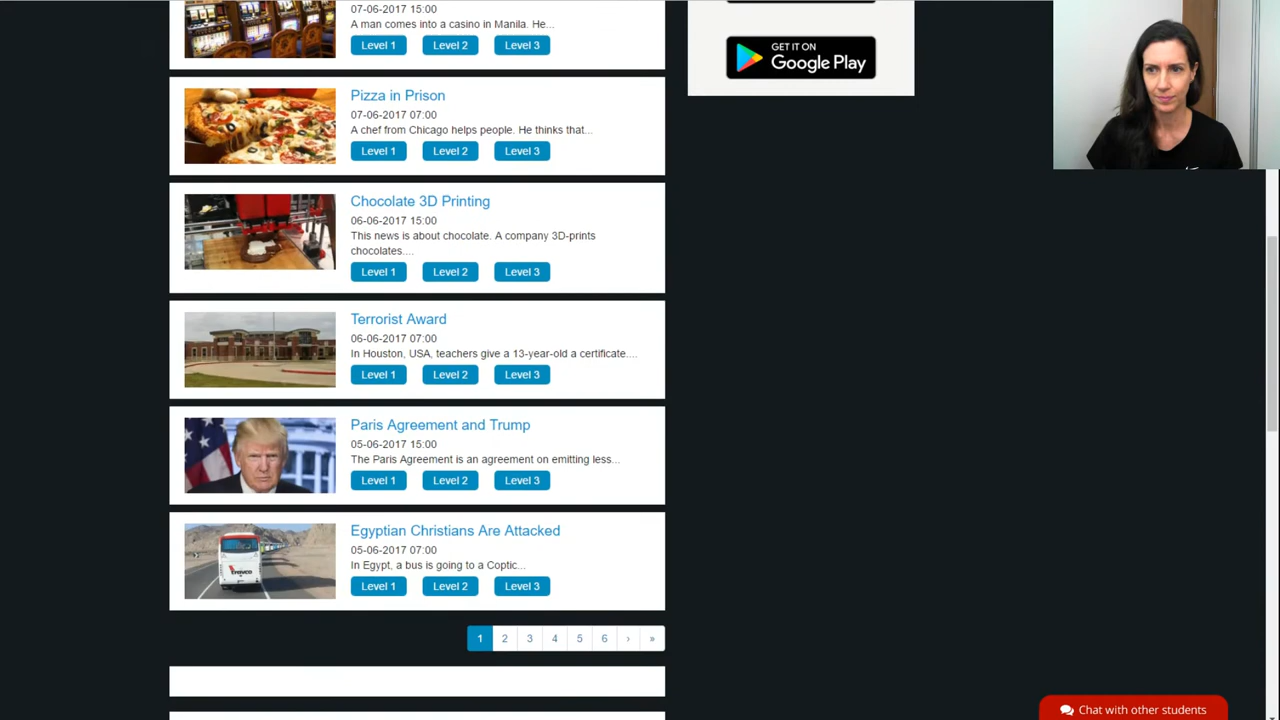 07-06-2017 15:00
A man comes into a casino in Manila. He...
Level 1 Level 2 Level 3
GET IT ON
Google Play
Pizza in Prison
07-06-2017 07:00
A chef from Chicago helps people. He thinks that...
Level 1 Level 2 Level 3
Chocolate 3D Printing
06-06-2017 15:00
This news is about chocolate. A company 3D-prints
chocolates....
Level 1 Level 2 Level 3
Terrorist Award
06-06-2017 07:00
In Houston, USA, teachers give a 13-year-old a certificate....
Level 1 Level 2 Level 3
Paris Agreement and Trump
05-06-2017 15:00
The Paris Agreement is an agreement on emitting less...
Level 1 Level 2 Level 3
Egyptian Christians Are Attacked
05-06-2017 07:00
In Egypt, a bus is going to a Coptic...
Level 1 Level 2 Level 3
1 2 3 4 5 6 › »
Chat with other students